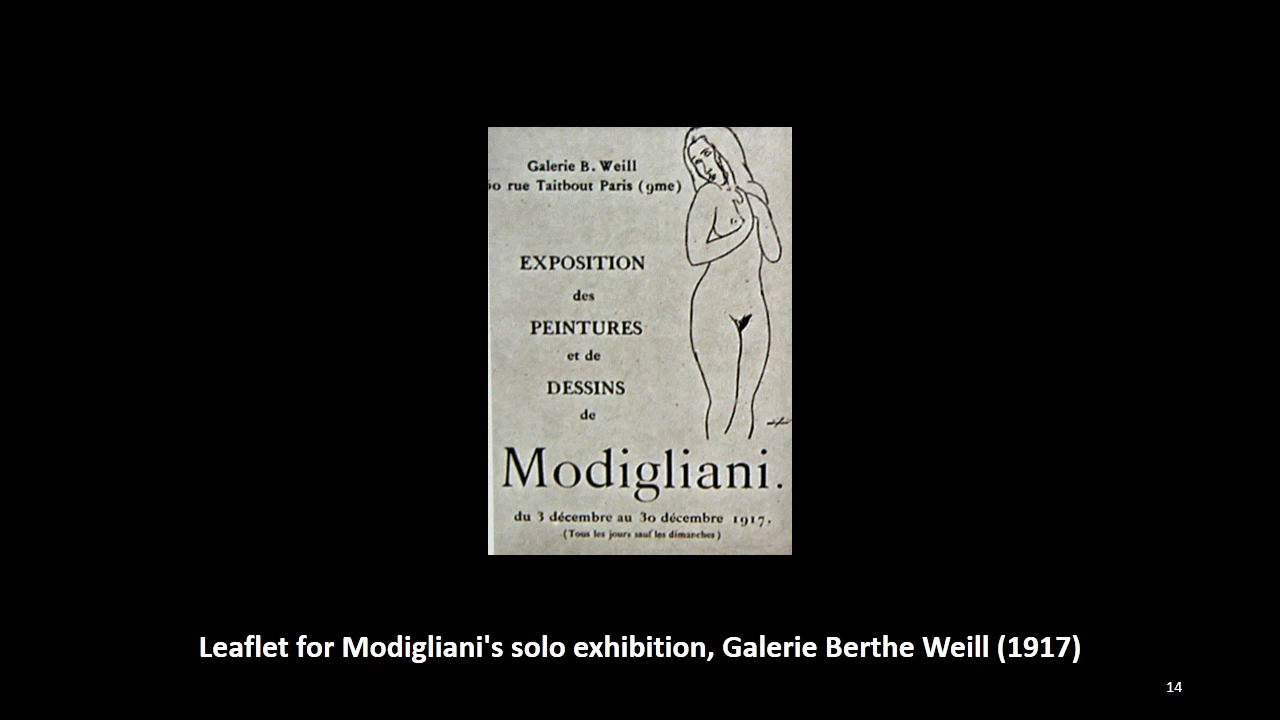 Galerie B. Weill
rue Taitbout Paris (9me)
EXPOSITION
des
PEINTURES
et de
DESSINS
de
Modigliani.
du 3 décembre au 30 décembre 1917.
(Tous les jours sauf les dimanches)
Leaflet for Modigliani's solo exhibition, Galerie Berthe Weill (1917)
14